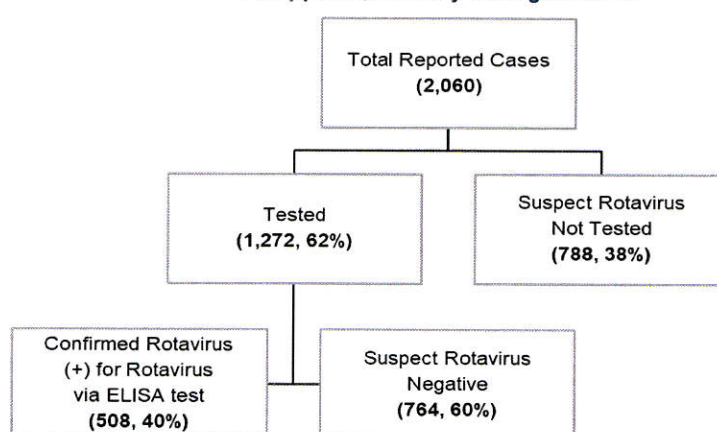 Total Reported Cases
(2,060)
Tested
(1,272, 62%)
Suspect Rotavirus
Not Tested
(788, 38%)
Confirmed Rotavirus
(+) for Rotavirus
via ELISA test
(508, 40%)
Suspect Rotavirus
Negative
(764, 60%)